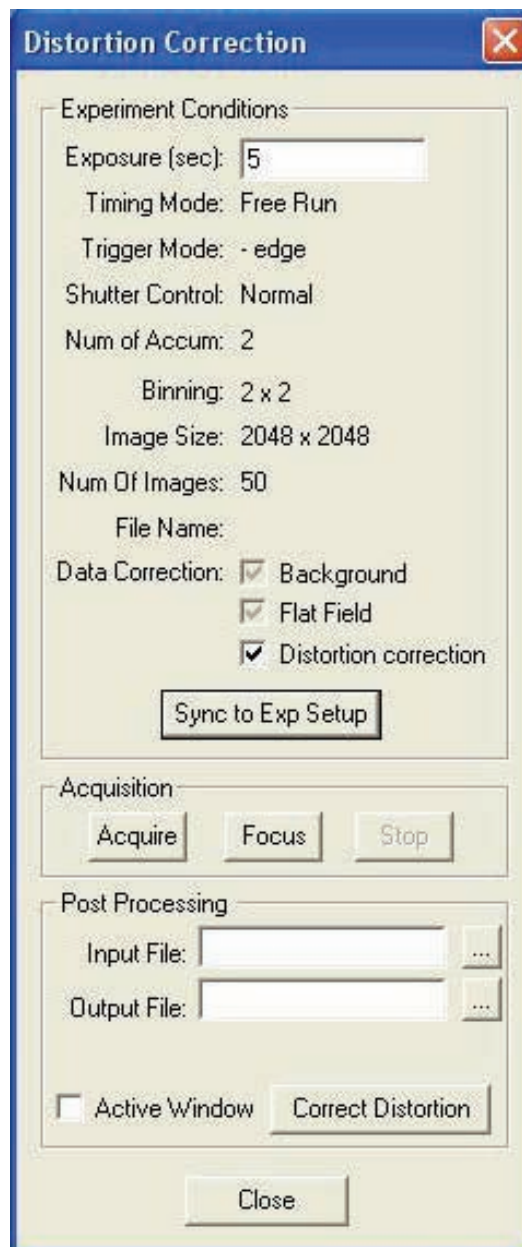 Distortion Correction
Experiment Conditions
Exposure (sec): 5
Timing Mode: Free Run
Trigger Mode: - edge
Shutter Control: Normal
Num of Accum: 2
Binning: 2 x 2
Image Size: 2048 x 2048
Num Of Images: 50
File Name:
Data Correction: Background
Flat Field
Distortion correction
Sync to Exp Setup
Acquisition
Acquire Focus Stop
Post Processing
Input File: ...
Output File: ...
Active Window Correct Distortion
Close